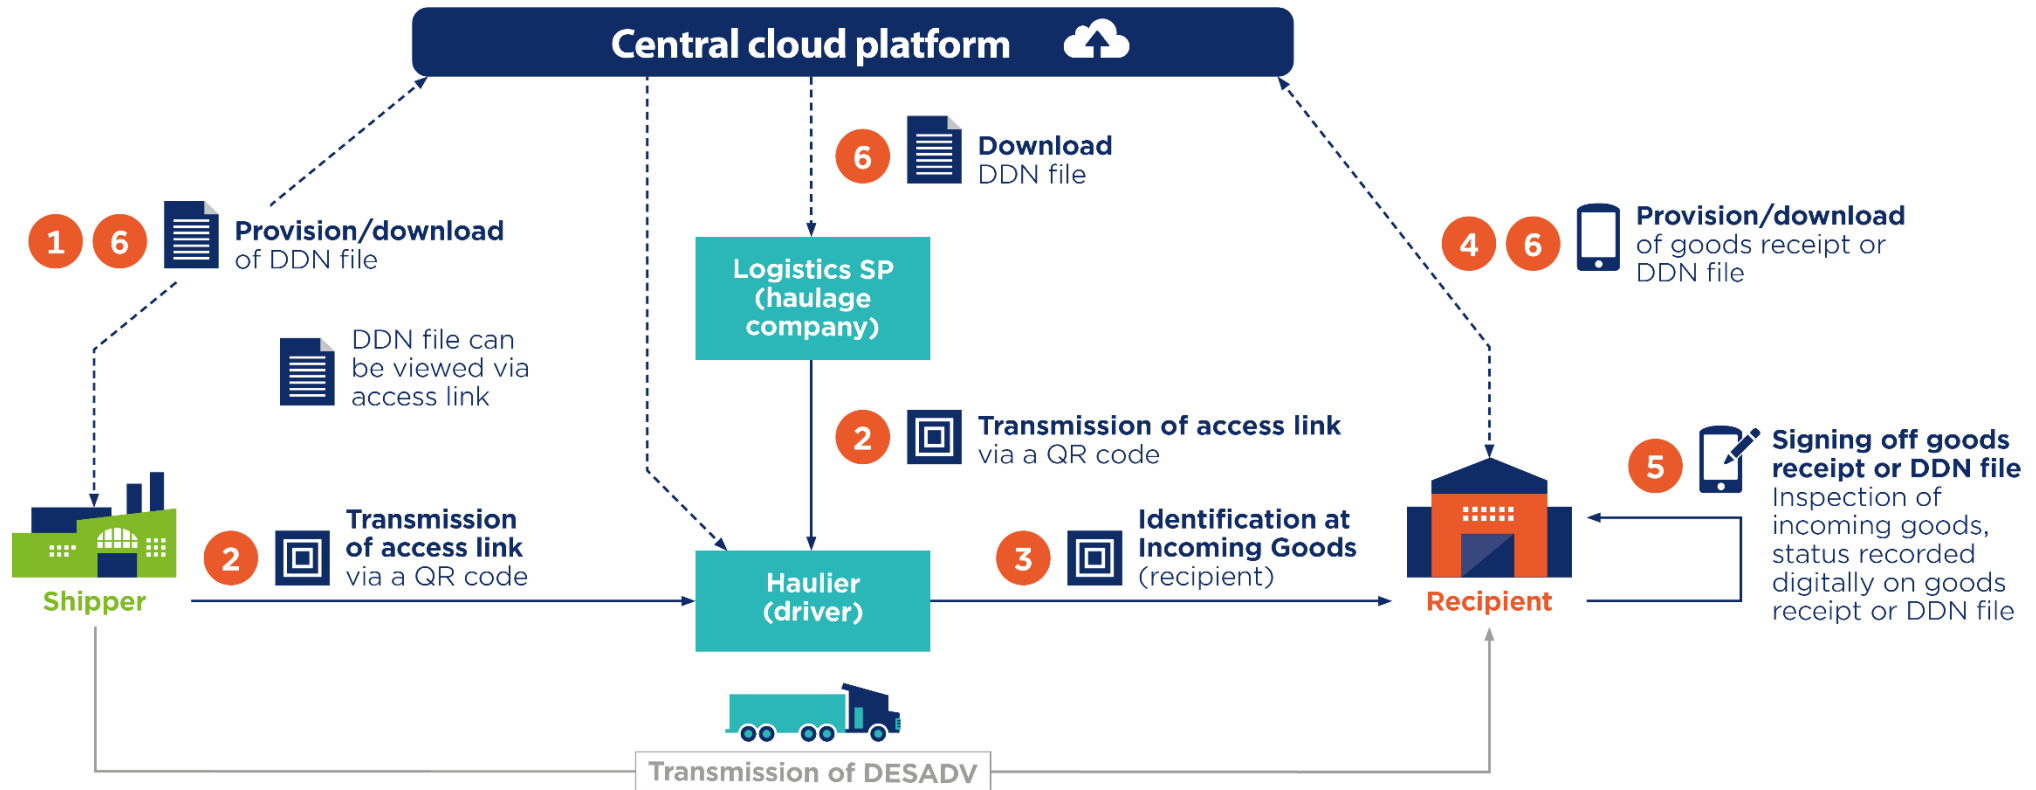 Central cloud platform
6
Download
DDN file
1
6
Provision/download
of DDN file
4
6
Provision/download
of goods receipt or
DDN file
Logistics SP
(haulage
company)
DDN file can
be viewed via
access link
2
Transmission of access link
via a QR code
5
Signing off goods
receipt or DDN file
Inspection of
incoming goods,
status recorded
digitally on goods
receipt or DDN file
2
Transmission
of access link
via a QR code
3
Identification at
Incoming Goods
(recipient)
Haulier
(driver)
Shipper
Recipient
Transmission of DESADV